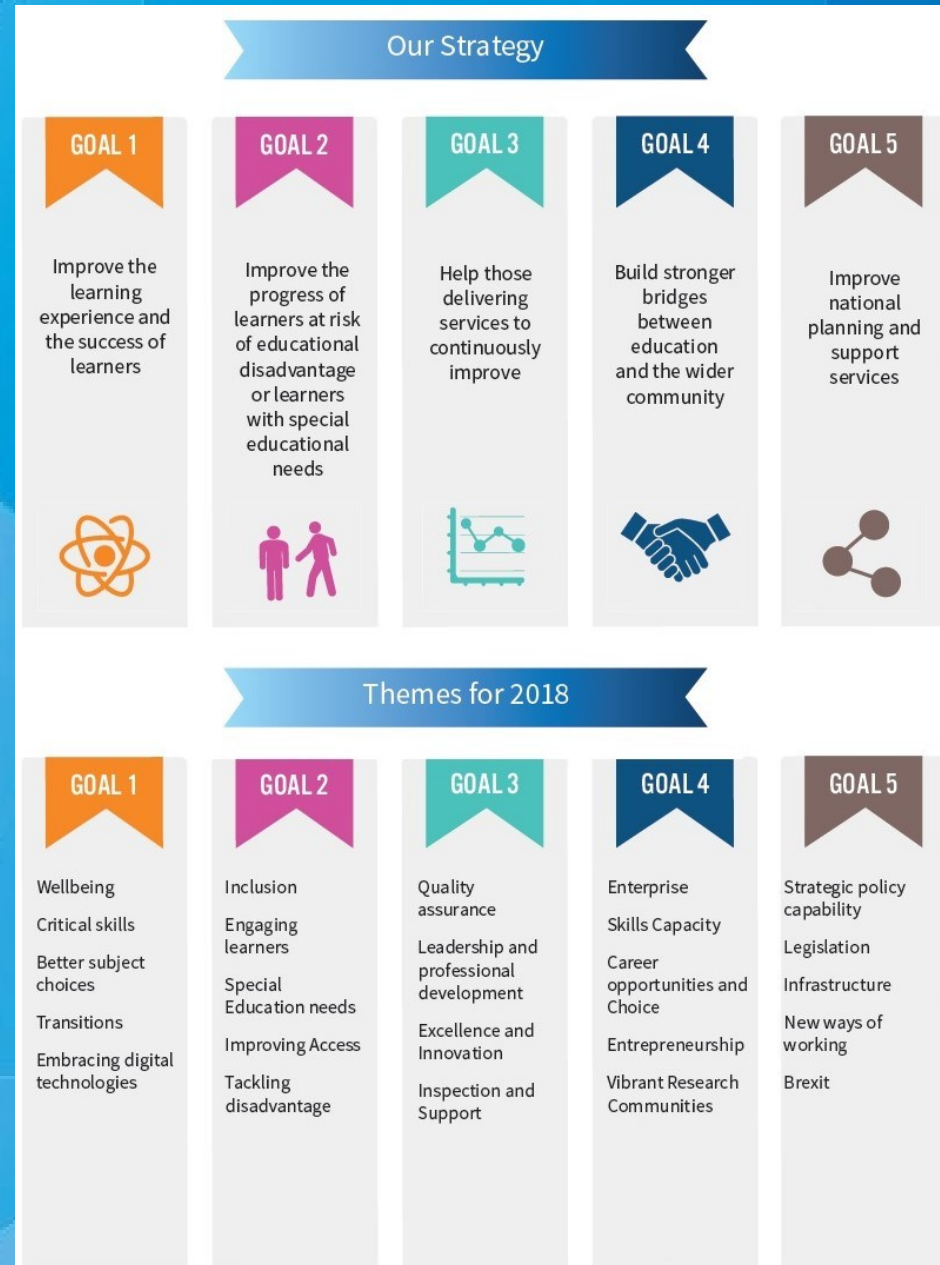 Our Strategy
GOAL 1
Improve the
learning
experience and
the success of
learners
GOAL 2
Improve the
progress of
learners at risk
of educational
disadvantage
or learners
with special
educational
needs
GOAL 3
Help those
delivering
services to
continuously
improve
GOAL 4
Build stronger
bridges
between
education
and the wider
community
GOAL 5
Improve
national
planning and
support
services
Themes for 2018
GOAL 1
Wellbeing
Critical skills
Better subject
choices
Transitions
Embracing digital
technologies
GOAL 2
Inclusion
Engaging
learners
Special
Education needs
Improving Access
Tackling
disadvantage
GOAL 3
Quality
assurance
Leadership and
professional
development
Excellence and
Innovation
Inspection and
Support
GOAL 4
Enterprise
Skills Capacity
Career
opportunities and
Choice
Entrepreneurship
Vibrant Research
Communities
GOAL 5
Strategic policy
capability
Legislation
Infrastructure
New ways of
working
Brexit